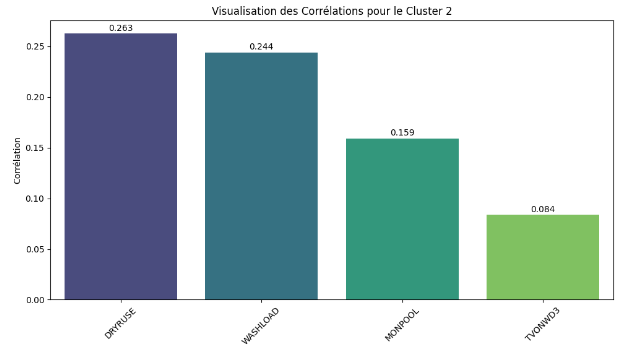 Visualisation des Corrélations pour le Cluster 2
Corrélation
0.25
0.20
0.15
0.10
0.05
0.00
0.263
0.244
0.159
0.084
DRYRUSE
WASHLOAD
MONPOOL
TVONWD3